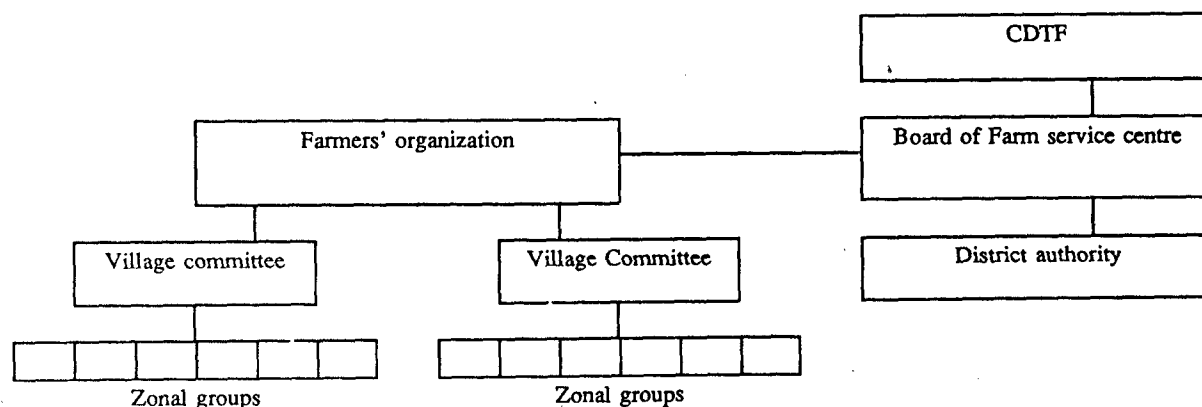 CDTF
Farmers' organization
Board of Farm service centre
Village committee
Village Committee
District authority
Zonal groups
Zonal groups